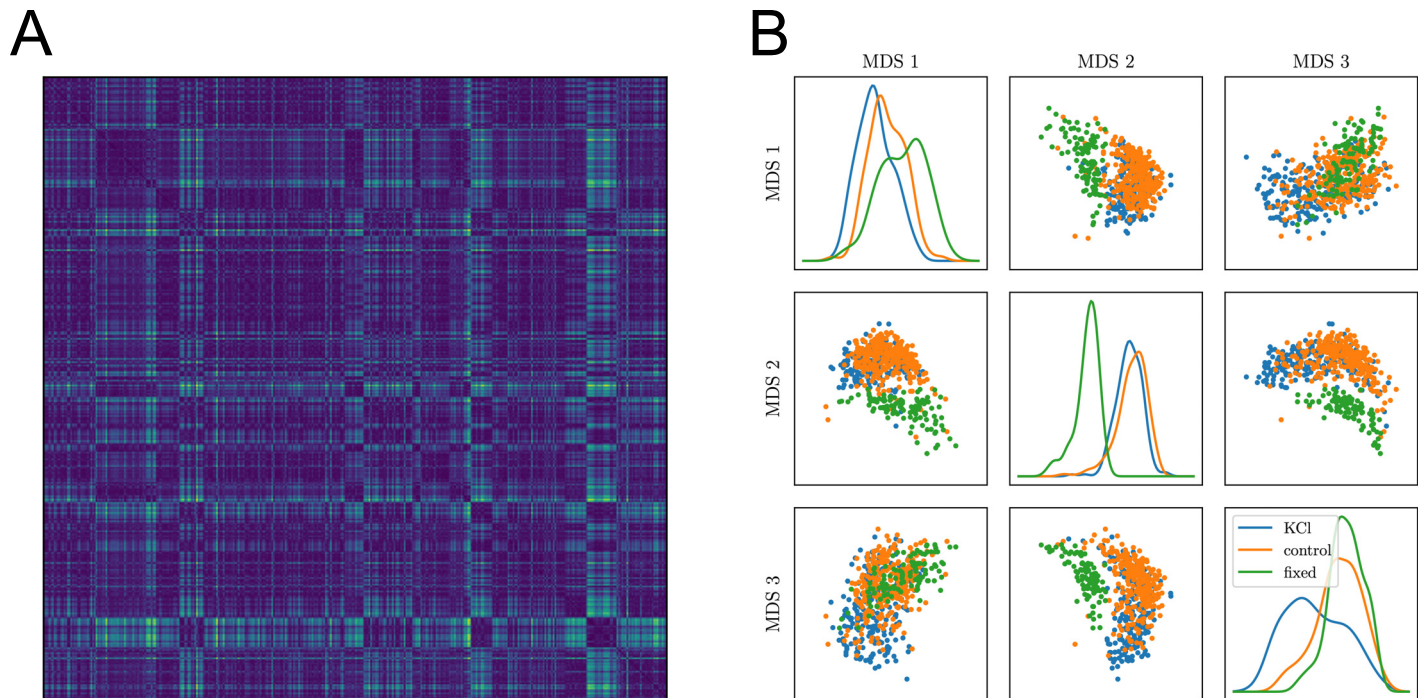 A
B
MDS 1
MDS 2
MDS 3
MDS 1
MDS 2
MDS 3
KCl
control
fixed